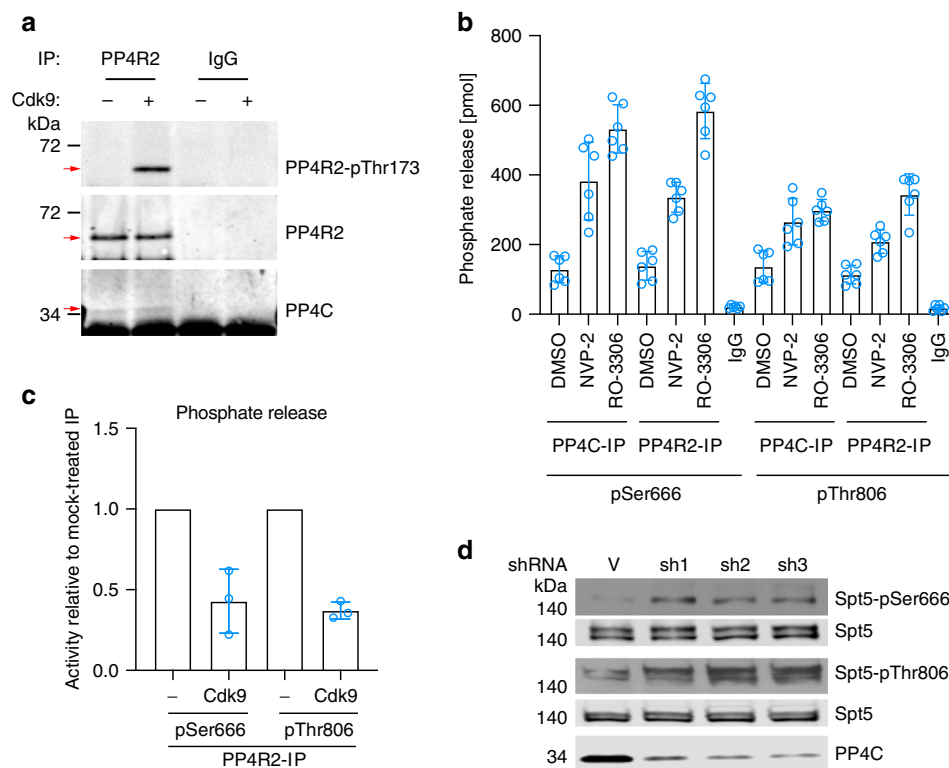 a
IP: PP4R2 IgG
Cdk9: – + – +
kDa
72
PP4R2-pThr173
72
PP4R2
34
PP4C
b
Phosphate release [pmol]
800
600
400
200
0
DMSO NVP-2 RO-3306 DMSO NVP-2 RO-3306 IgG DMSO NVP-2 RO-3306 DMSO NVP-2 RO-3306 IgG
PP4C-IP PP4R2-IP PP4C-IP PP4R2-IP
pSer666 pThr806
c
Phosphate release
Activity relative to mock-treated IP
1.5
1.0
0.5
0.0
– Cdk9 – Cdk9
pSer666 pThr806
PP4R2-IP
d
shRNA V sh1 sh2 sh3
kDa
140 Spt5-pSer666
140 Spt5
140 Spt5-pThr806
140 Spt5
34 PP4C